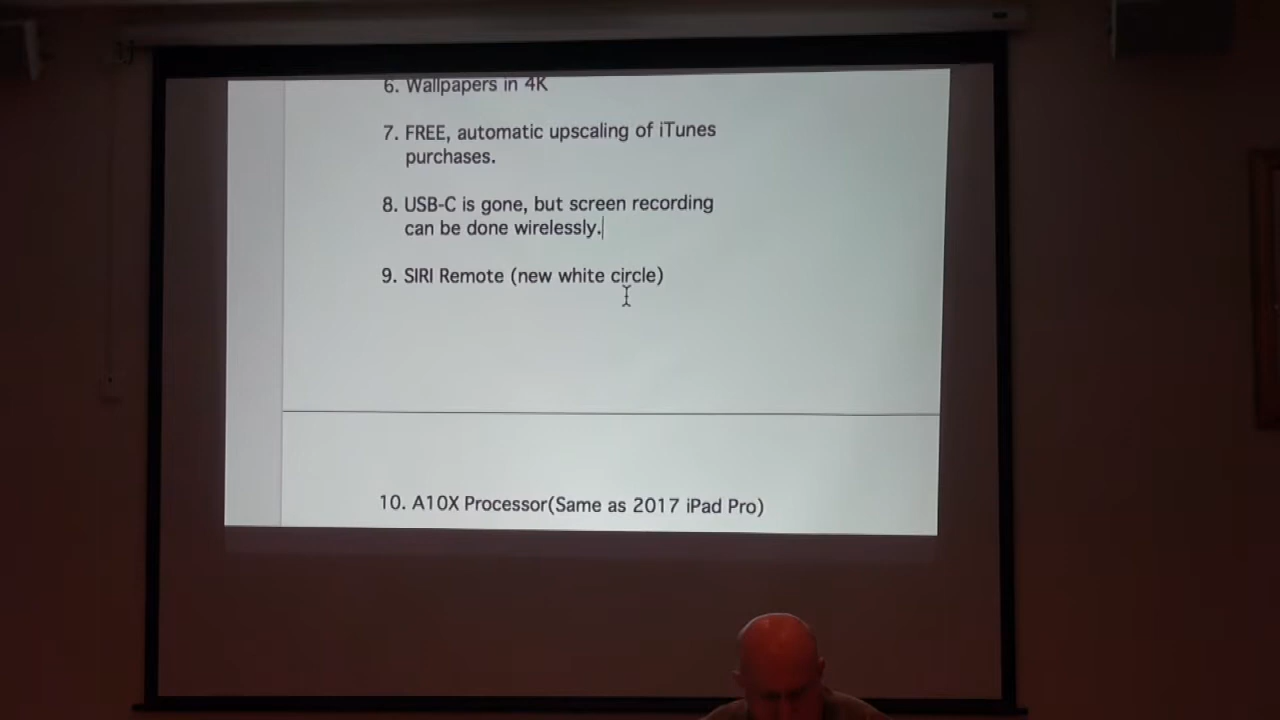 6. Wallpapers in 4K
7. FREE, automatic upscaling of iTunes
purchases.
8. USB-C is gone, but screen recording
can be done wirelessly.
9. SIRI Remote (new white circle)
10. A10X Processor(Same as 2017 iPad Pro)